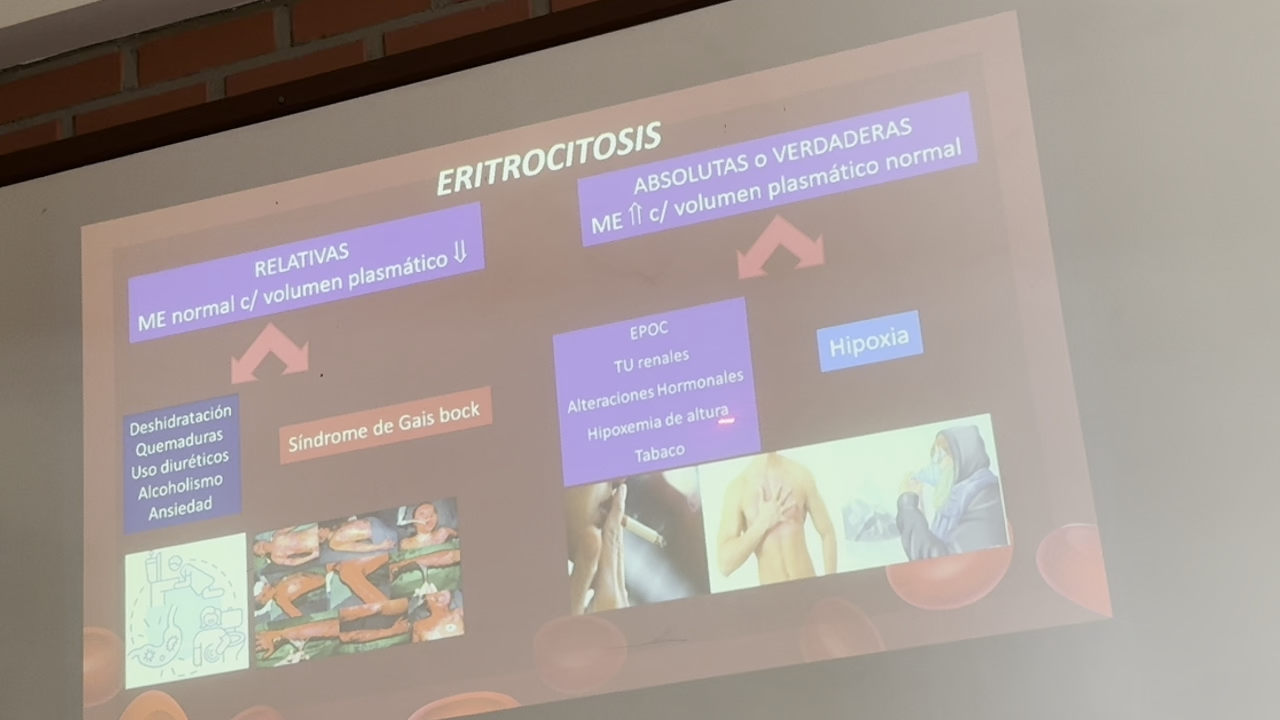 ERITROCITOSIS
RELATIVAS
ME normal c/ volumen plasmático ⇓
Deshidratación
Quemaduras
Uso diuréticos
Alcoholismo
Ansiedad
Síndrome de Gais bock
ABSOLUTAS o VERDADERAS
ME ⇑ c/ volumen plasmático normal
EPOC
TU renales
Alteraciones Hormonales
Hipoxemia de altura
Tabaco
Hipoxia